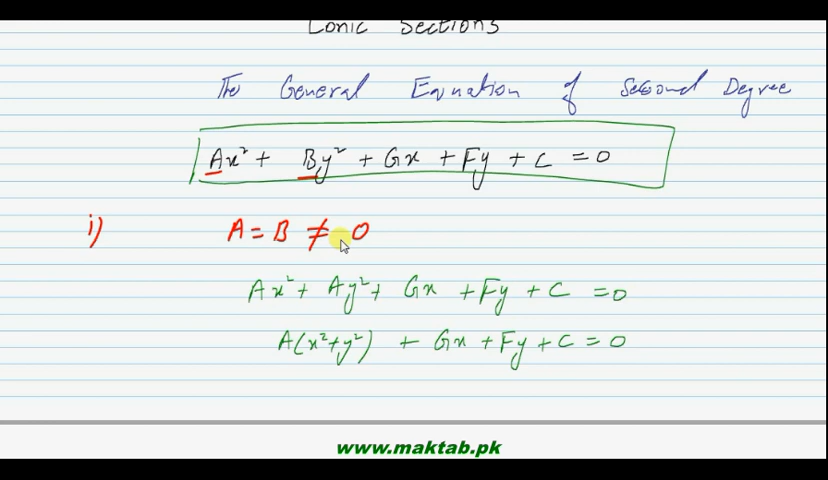 Conic Sections
The General Equation of Second Degree
Ax² + By² + Gx + Fy + C = 0
i) A = B ≠ 0
Ax² + Ay² + Gx + Fy + C = 0
A(x² + y²) + Gx + Fy + C = 0
www.maktab.pk